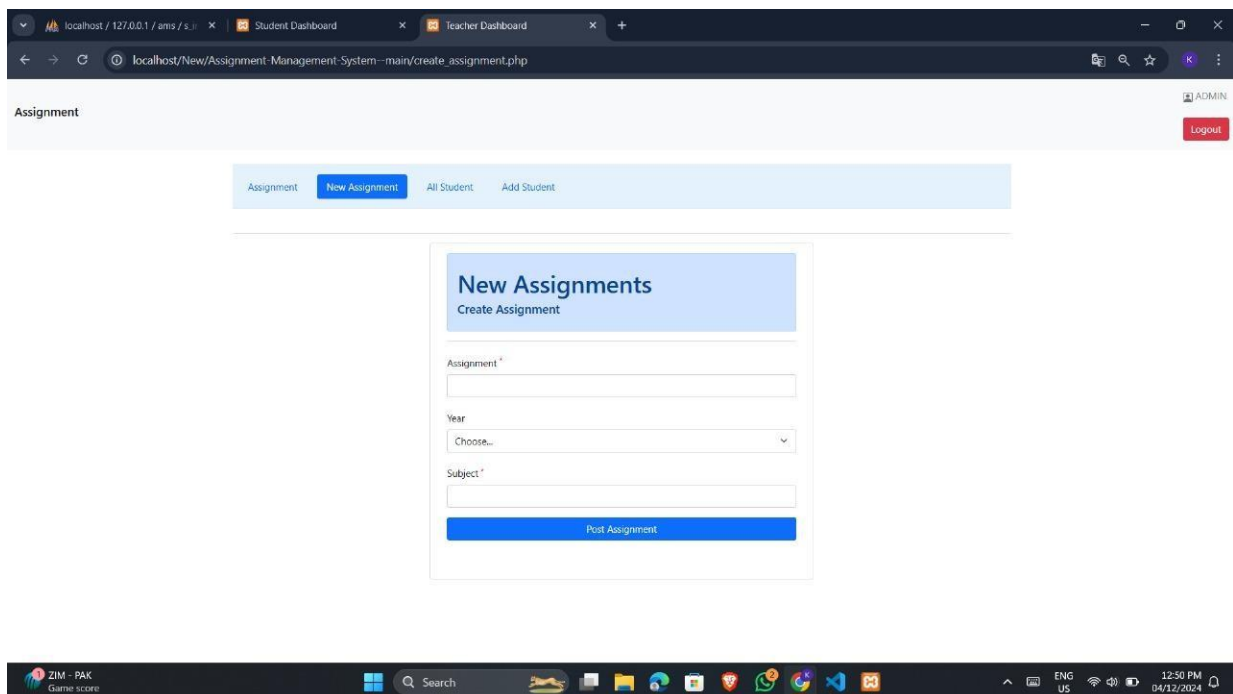 localhost / 127.0.0.1 / ams / s_i
Student Dashboard
Teacher Dashboard
localhost/New/Assignment-Management-System--main/create_assignment.php
K
Assignment
ADMIN
Logout
Assignment New Assignment All Student Add Student
New Assignments
Create Assignment
Assignment *
Year
Choose...
Subject *
Post Assignment
1
ZIM - PAK
Game score
Search
2
ENG
US
12:50 PM
04/12/2024